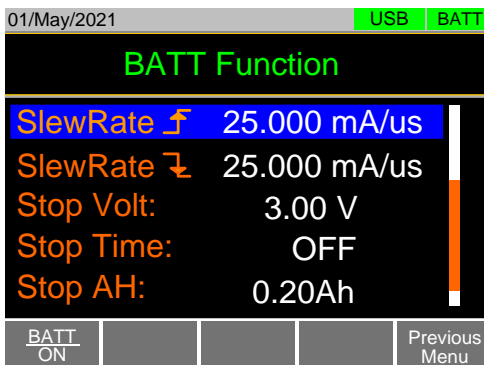 01/May/2021 USB BATT
BATT Function
SlewRate 25.000 mA/us
SlewRate 25.000 mA/us
Stop Volt: 3.00 V
Stop Time: OFF
Stop AH: 0.20Ah
BATT Previous
ON Menu